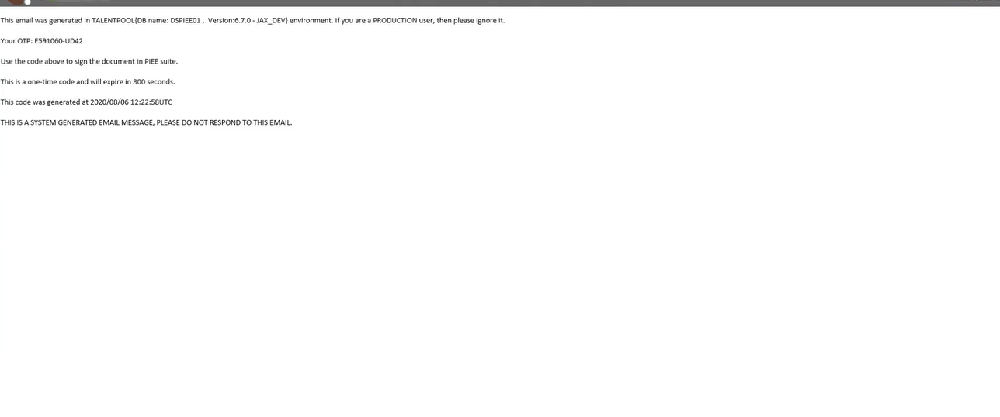 This email was generated in TALENTPOOL{DB name: DSPIEE01 , Version:6.7.0 - JAX_DEV} environment. If you are a PRODUCTION user, then please ignore it.
Your OTP: E591060-UD42
Use the code above to sign the document in PIEE suite.
This is a one-time code and will expire in 300 seconds.
This code was generated at 2020/08/06 12:22:58UTC
THIS IS A SYSTEM GENERATED EMAIL MESSAGE, PLEASE DO NOT RESPOND TO THIS EMAIL.